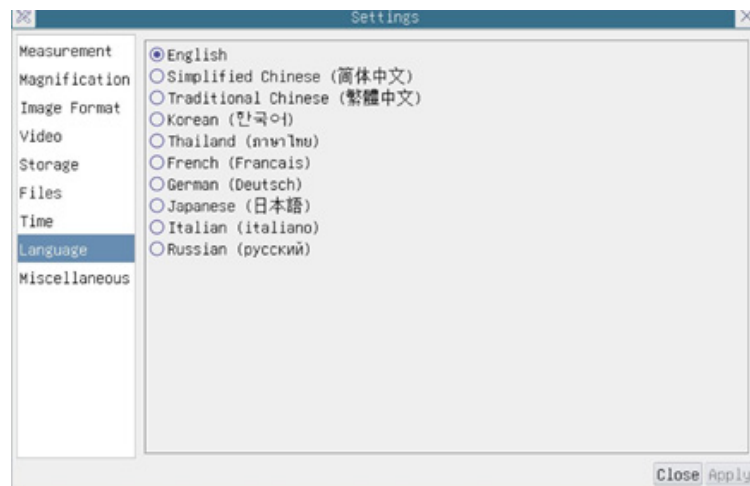 Settings
Measurement
Magnification
Image Format
Video
Storage
Files
Time
Language
Miscellaneous
English
Simplified Chinese (简体中文)
Traditional Chinese (繁體中文)
Korean (한국어)
Thailand (ภาษาไทย)
French (Francais)
German (Deutsch)
Japanese (日本語)
Italian (italiano)
Russian (русский)
Close Apply